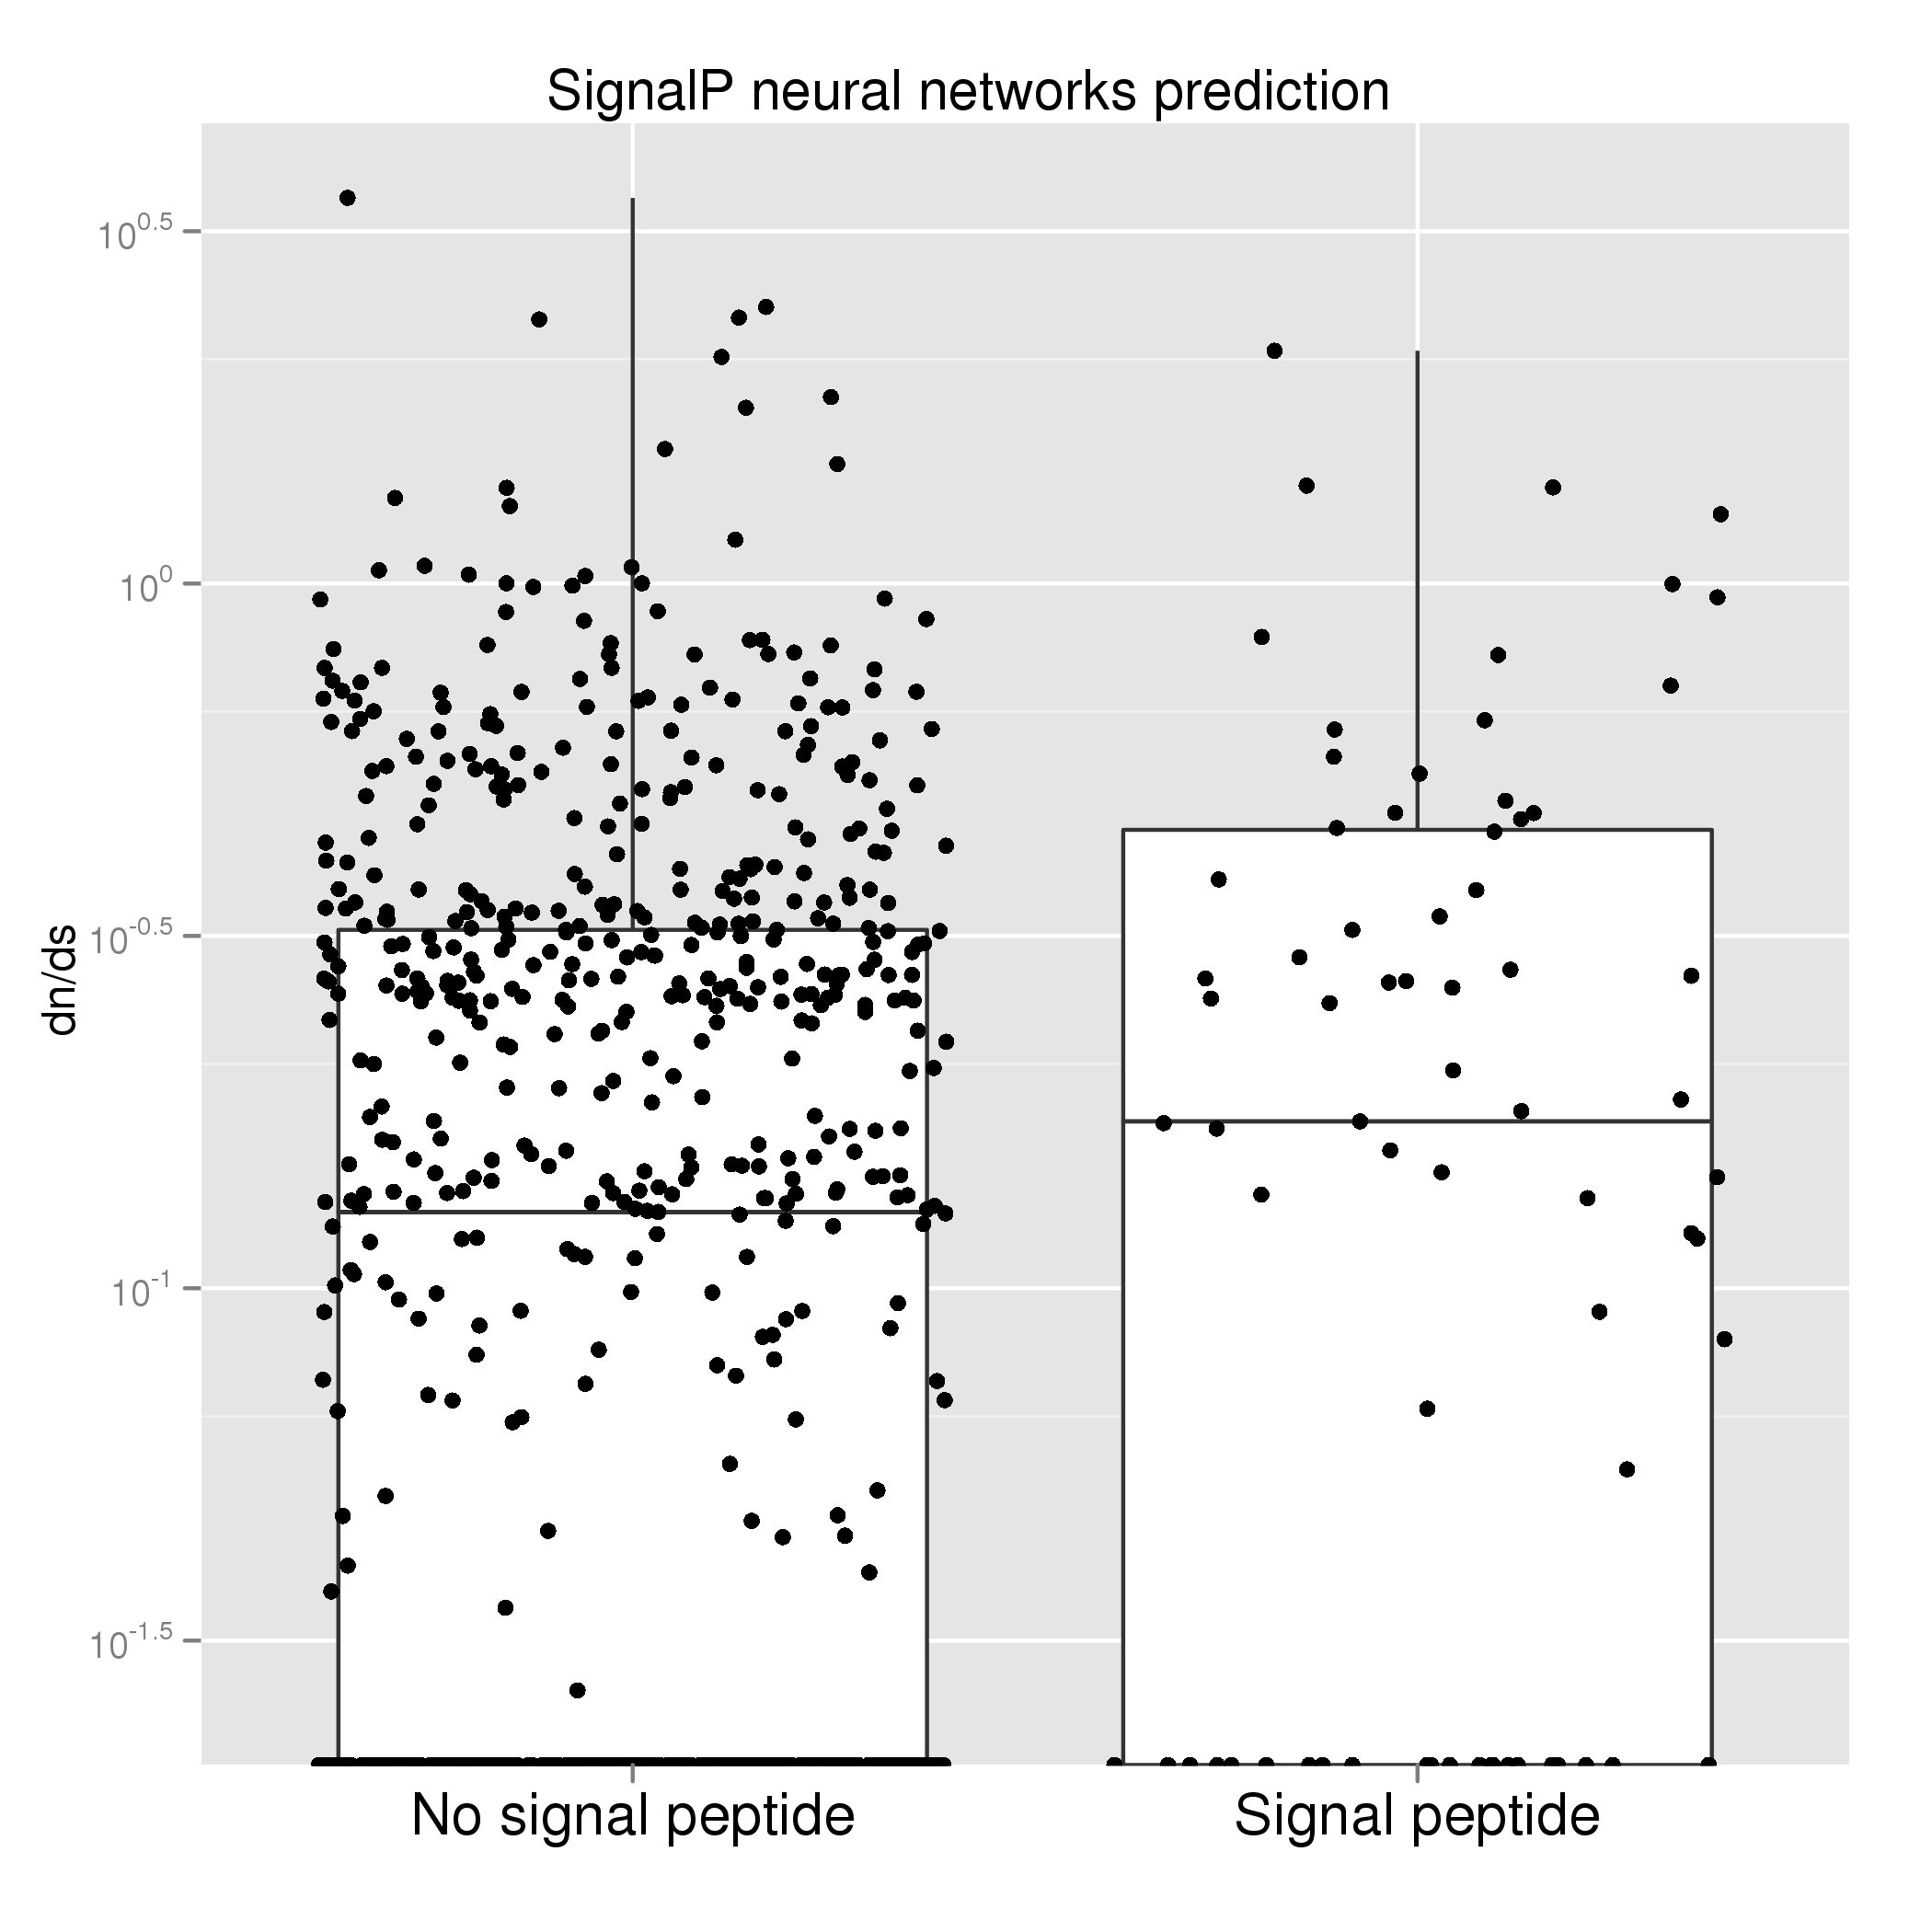 SignalP neural networks prediction
dn/ds
10^0.5
10^0
10^-0.5
10^-1
10^-1.5
No signal peptide
Signal peptide